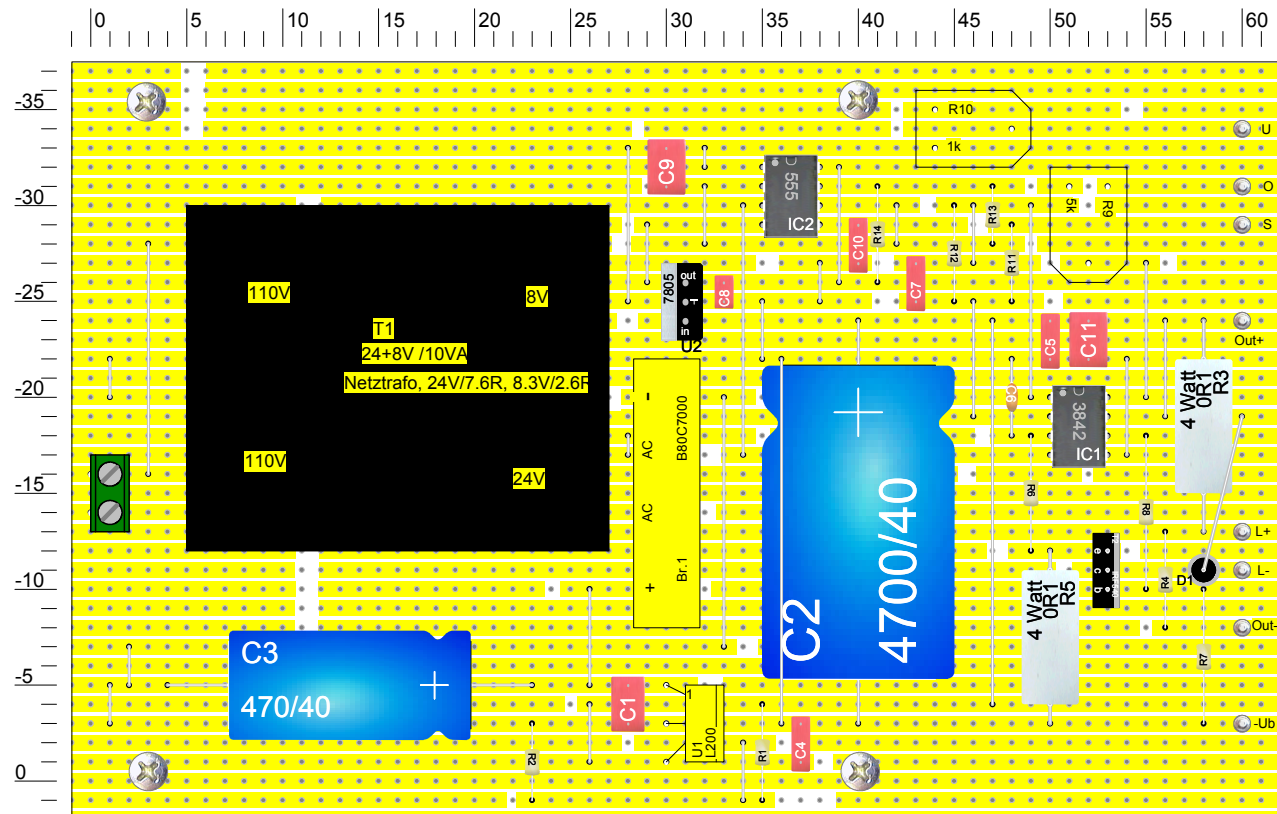 0 5 10 15 20 25 30 35 40 45 50 55 60
-35
-30
-25
-20
-15
-10
-5
0
R10
1k
U
C9
555
IC2
O
5k
R9
R13
S
R14
C10
R12
R11
110V
8V
7805
out
in
U2
C8
C7
T1
24+8V /10VA
Netztrafo, 24V/7.6R, 8.3V/2.6R
C5
C11
Out+
4 Watt
0R1
R3
C6
3842
IC1
-
AC
AC
+
B80C7000
Br.1
110V
24V
C2
4700/40
R6
R8
L+
e
c
b
D1
R4
L-
4 Watt
0R1
R5
Out-
C3
470/40
R7
C1
1
U1
L200
-Ub
R2
R1
C4